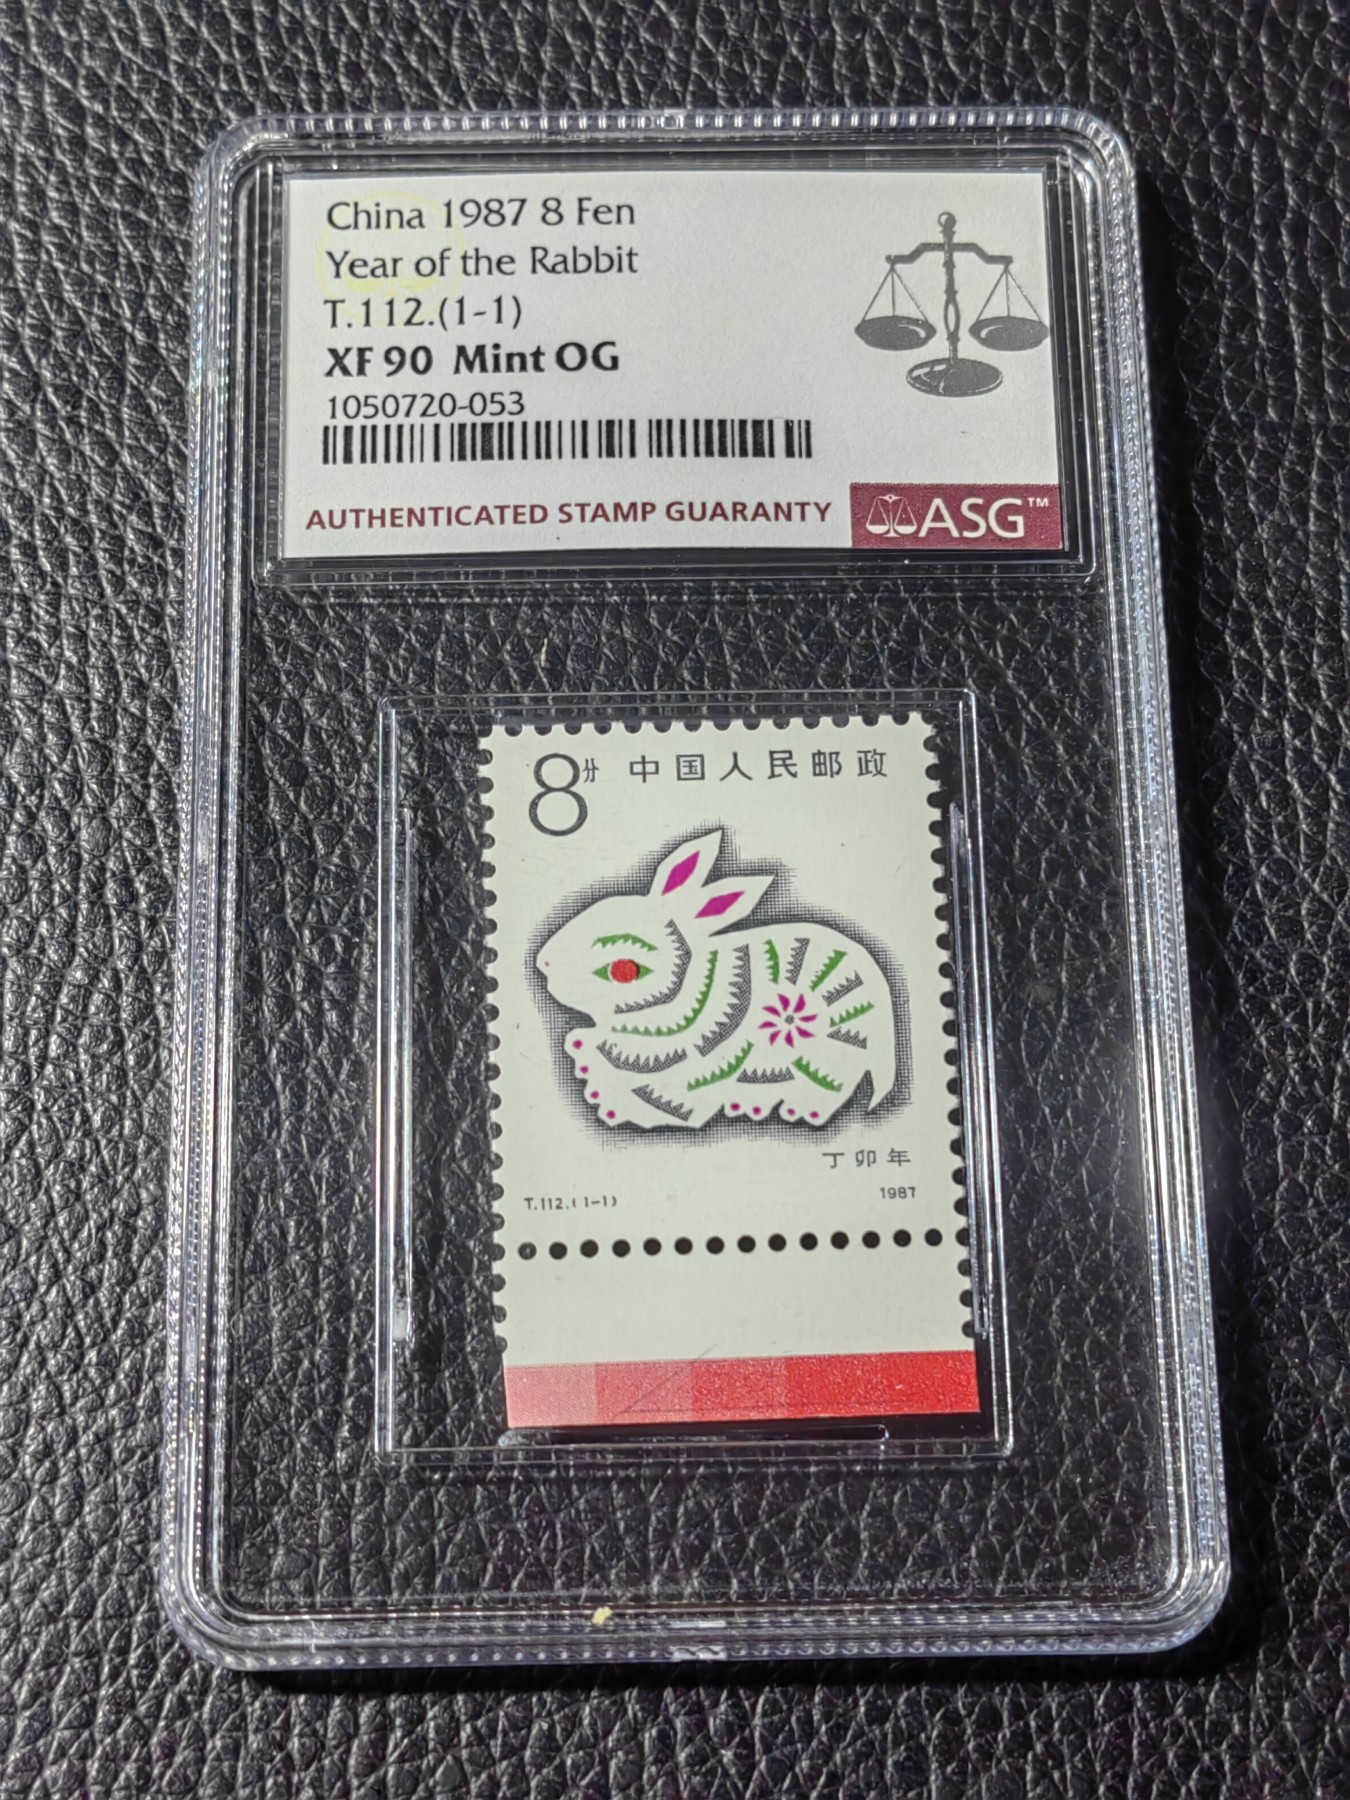 China 1987 8 Fen
Year of the Rabbit
T.112.(1-1)
XF 90 Mint OG
1050720-053
AUTHENTICATED STAMP GUARANTY
ASG™
8分 中国人民邮政
丁卯年
T.112.(1-1) 1987